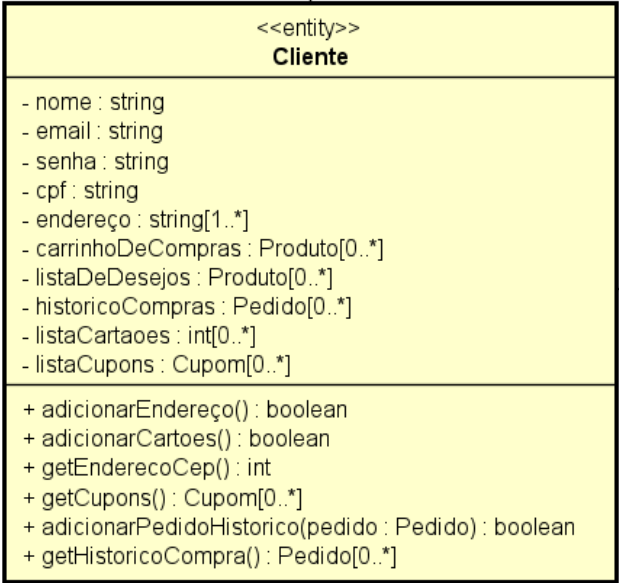 <<entity>>
Cliente
- nome : string
- email : string
- senha : string
- cpf : string
- endereço : string[1..*]
- carrinhoDeCompras : Produto[0..*]
- listaDeDesejos : Produto[0..*]
- historicoCompras : Pedido[0..*]
- listaCartaoes : int[0..*]
- listaCupons : Cupom[0..*]
+ adicionarEndereço() : boolean
+ adicionarCartoes() : boolean
+ getEnderecoCep() : int
+ getCupons() : Cupom[0..*]
+ adicionarPedidoHistorico(pedido : Pedido) : boolean
+ getHistoricoCompra() : Pedido[0..*]